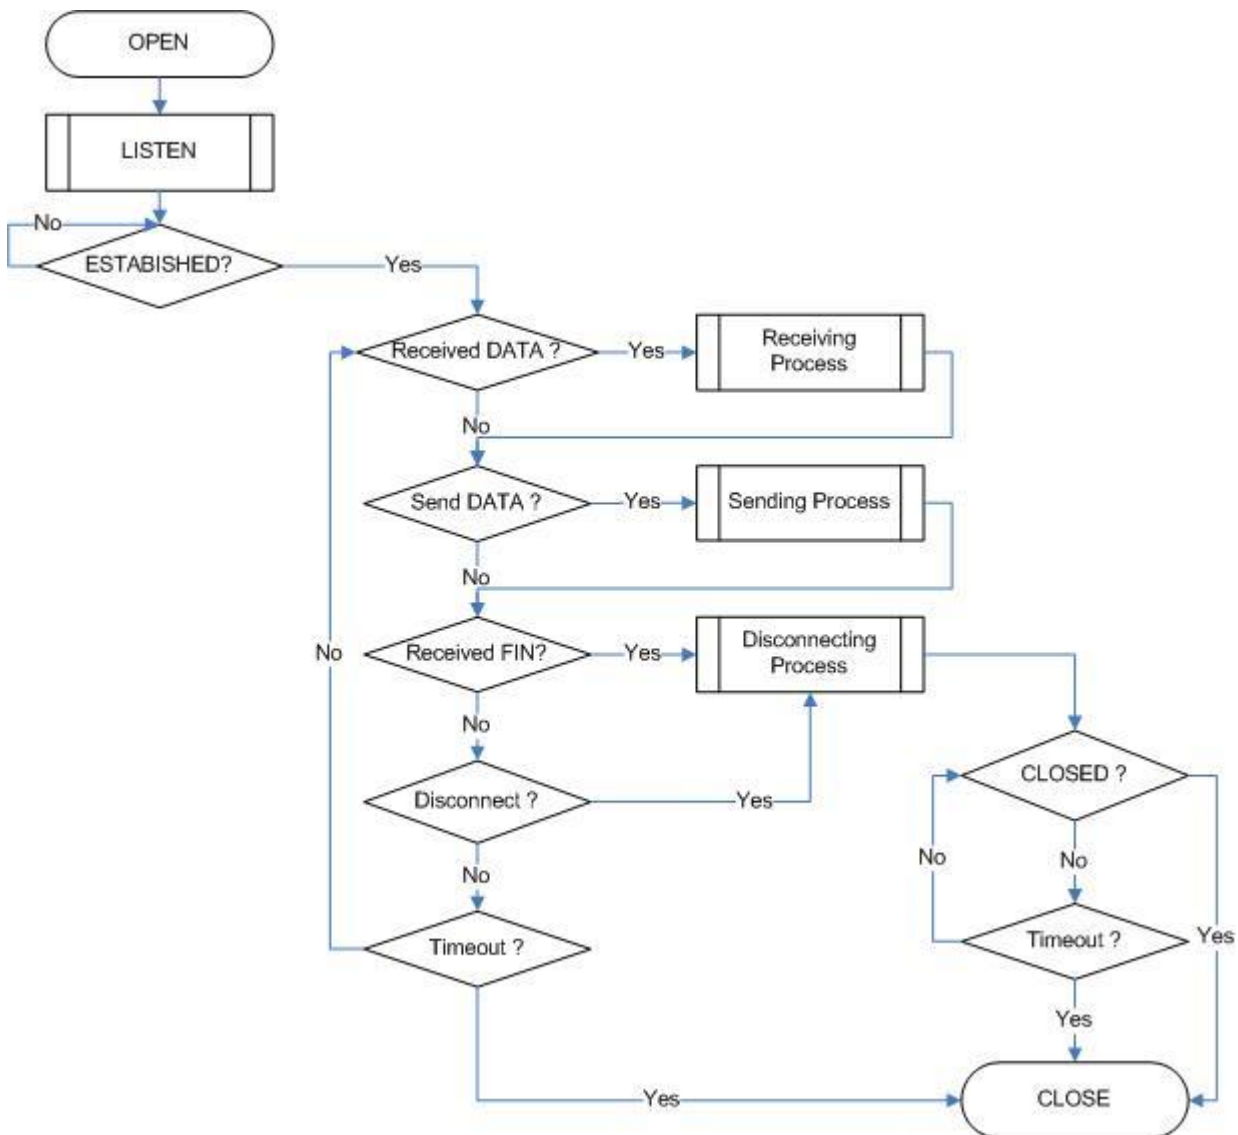 OPEN
LISTEN
No
ESTABISHED?
Yes
Received DATA ?
Yes
Receiving
Process
No
Send DATA ?
Yes
Sending Process
No
No
Received FIN?
Yes
Disconnecting
Process
No
Disconnect ?
Yes
CLOSED ?
No
No
No
Timeout ?
Timeout ?
Yes
Yes
Yes
CLOSE